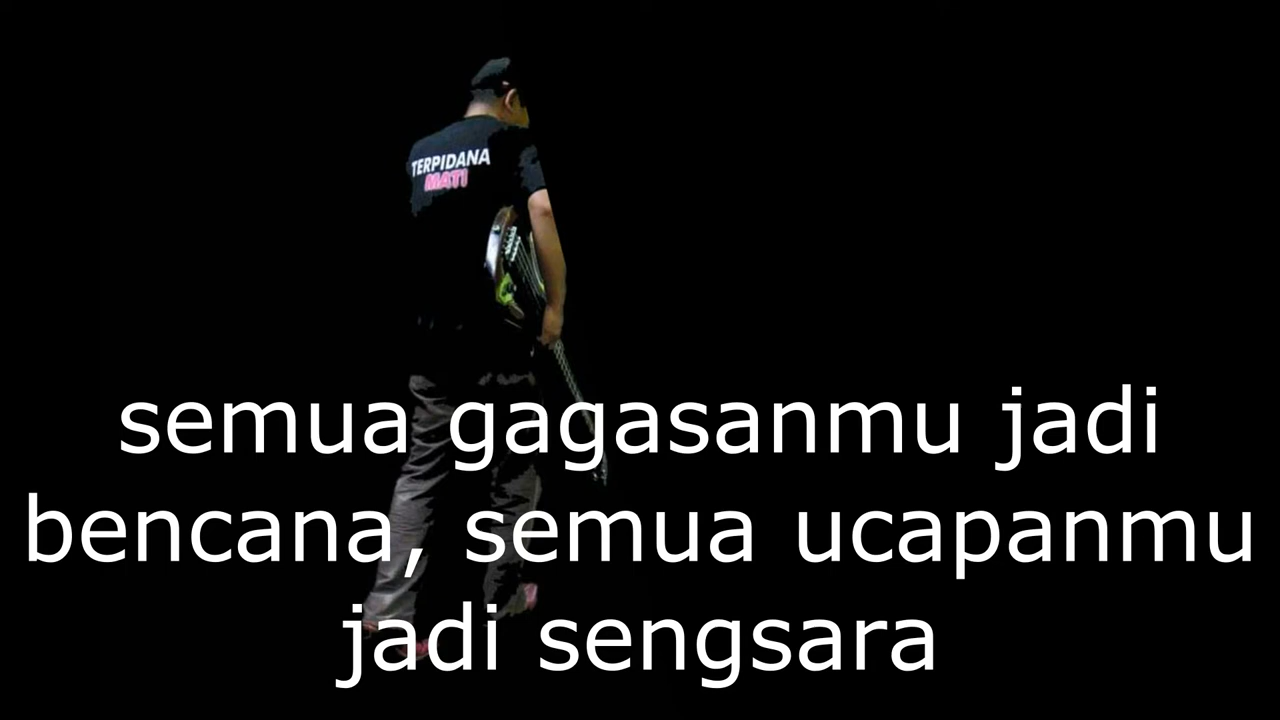 TERPIDANA
MATI
semua gagasanmu jadi
bencana, semua ucapanmu
jadi sengsara